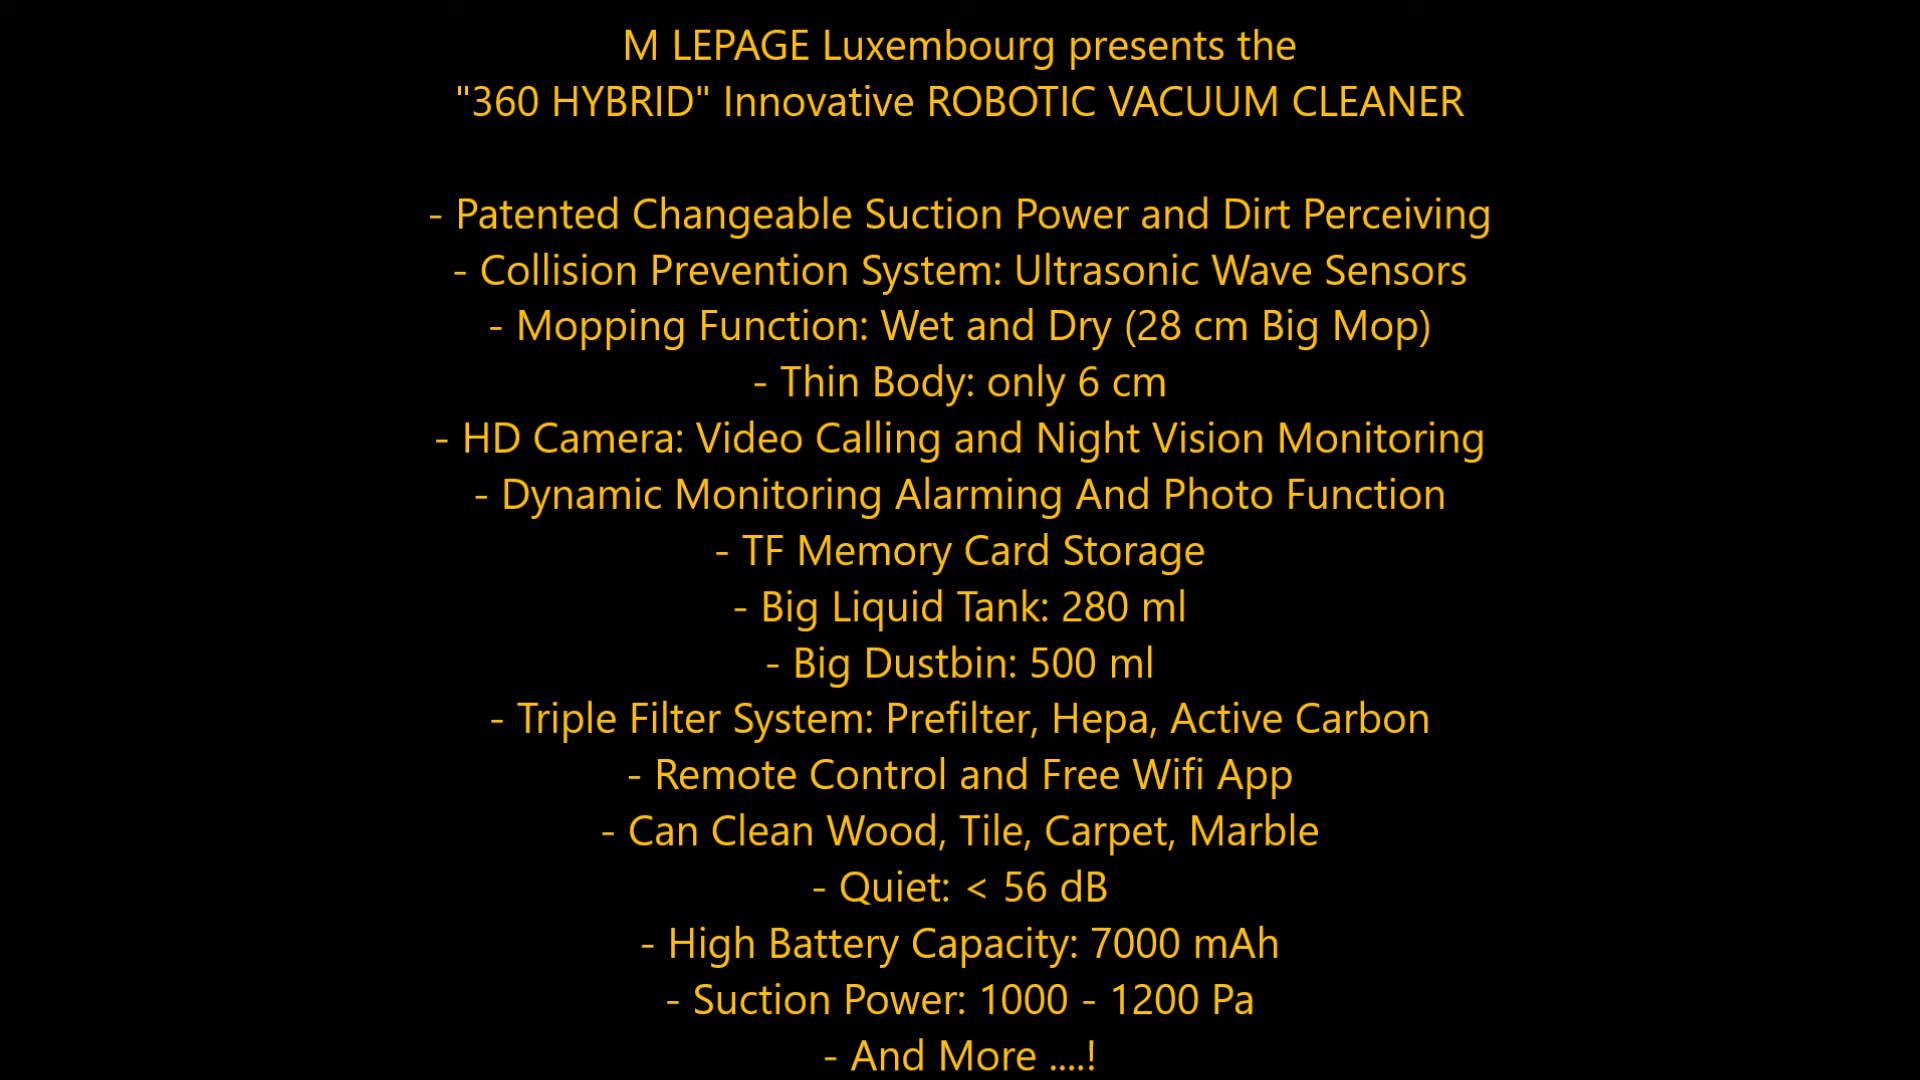 M LEPAGE Luxembourg presents the
"360 HYBRID" Innovative ROBOTIC VACUUM CLEANER
- Patented Changeable Suction Power and Dirt Perceiving
- Collision Prevention System: Ultrasonic Wave Sensors
- Mopping Function: Wet and Dry (28 cm Big Mop)
- Thin Body: only 6 cm
- HD Camera: Video Calling and Night Vision Monitoring
- Dynamic Monitoring Alarming And Photo Function
- TF Memory Card Storage
- Big Liquid Tank: 280 ml
- Big Dustbin: 500 ml
- Triple Filter System: Prefilter, Hepa, Active Carbon
- Remote Control and Free Wifi App
- Can Clean Wood, Tile, Carpet, Marble
- Quiet: < 56 dB
- High Battery Capacity: 7000 mAh
- Suction Power: 1000 - 1200 Pa
- And More ....!